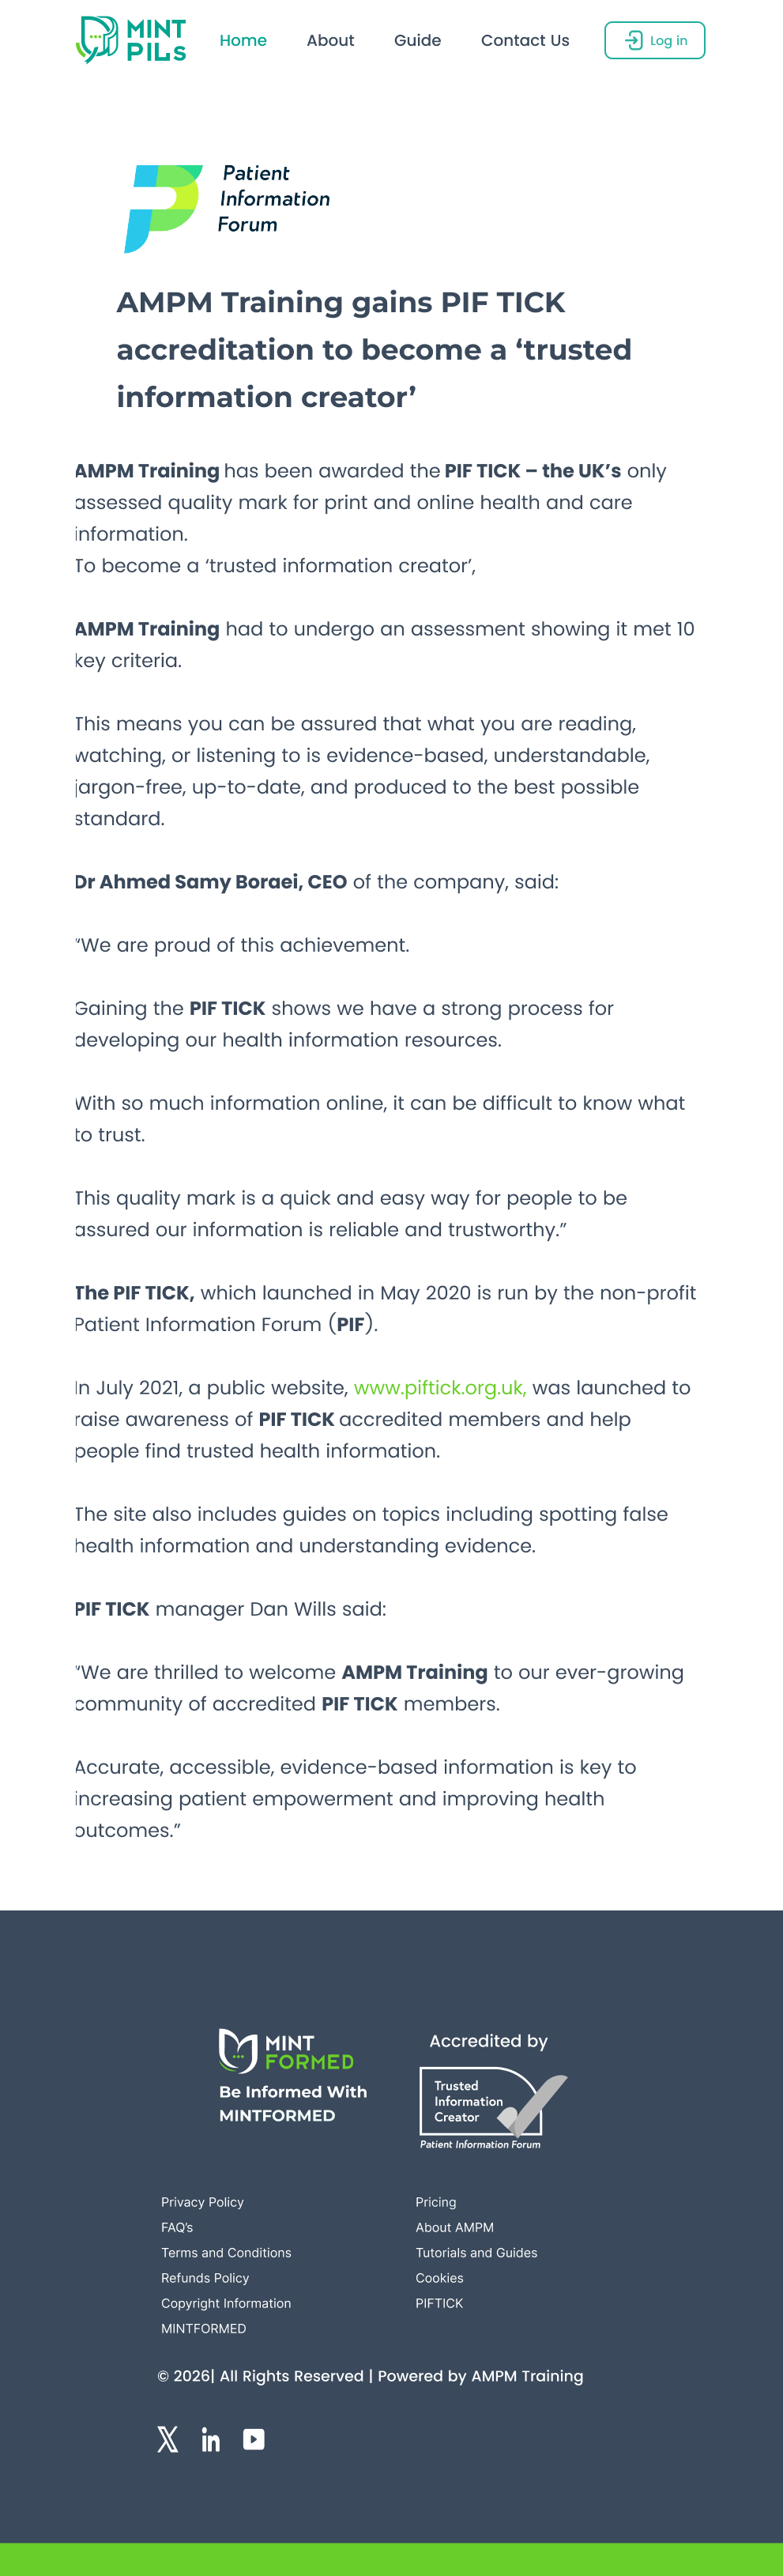 MINT
PILS
Home
About
Guide
Contact Us
Log in
Patient
Information
Forum
AMPM Training gains PIF TICK
accreditation to become a ‘trusted
information creator’
AMPM Training has been awarded the PIF TICK – the UK’s only
assessed quality mark for print and online health and care
information.
To become a ‘trusted information creator’,
AMPM Training had to undergo an assessment showing it met 10
key criteria.
This means you can be assured that what you are reading,
watching, or listening to is evidence-based, understandable,
jargon-free, up-to-date, and produced to the best possible
standard.
Dr Ahmed Samy Boraei, CEO of the company, said:
“We are proud of this achievement.
Gaining the PIF TICK shows we have a strong process for
developing our health information resources.
With so much information online, it can be difficult to know what
to trust.
This quality mark is a quick and easy way for people to be
assured our information is reliable and trustworthy.”
The PIF TICK, which launched in May 2020 is run by the non-profit
Patient Information Forum (PIF).
In July 2021, a public website, www.piftick.org.uk, was launched to
raise awareness of PIF TICK accredited members and help
people find trusted health information.
The site also includes guides on topics including spotting false
health information and understanding evidence.
PIF TICK manager Dan Wills said:
“We are thrilled to welcome AMPM Training to our ever-growing
community of accredited PIF TICK members.
Accurate, accessible, evidence-based information is key to
increasing patient empowerment and improving health
outcomes.”
MINT
FORMED
Be Informed With
MINTFORMED
Accredited by
Trusted
Information
Creator
Patient Information Forum
Privacy Policy
FAQ's
Terms and Conditions
Refunds Policy
Copyright Information
MINTFORMED
Pricing
About AMPM
Tutorials and Guides
Cookies
PIFTICK
© 2026| All Rights Reserved | Powered by AMPM Training